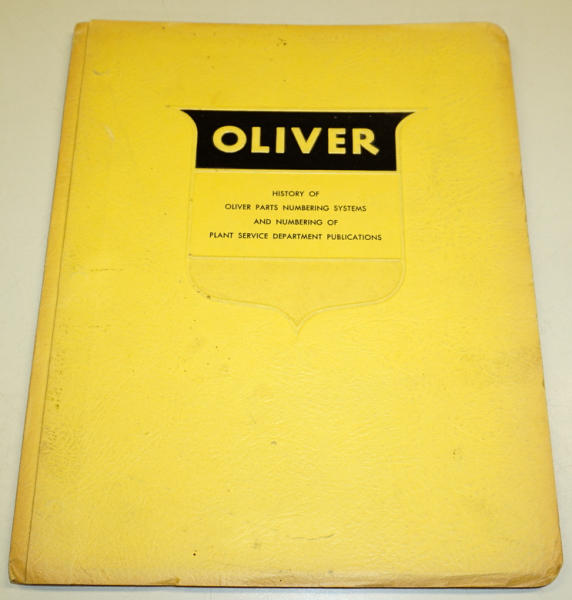 OLIVER
HISTORY OF
OLIVER PARTS NUMBERING SYSTEMS
AND NUMBERING OF
PLANT SERVICE DEPARTMENT PUBLICATIONS